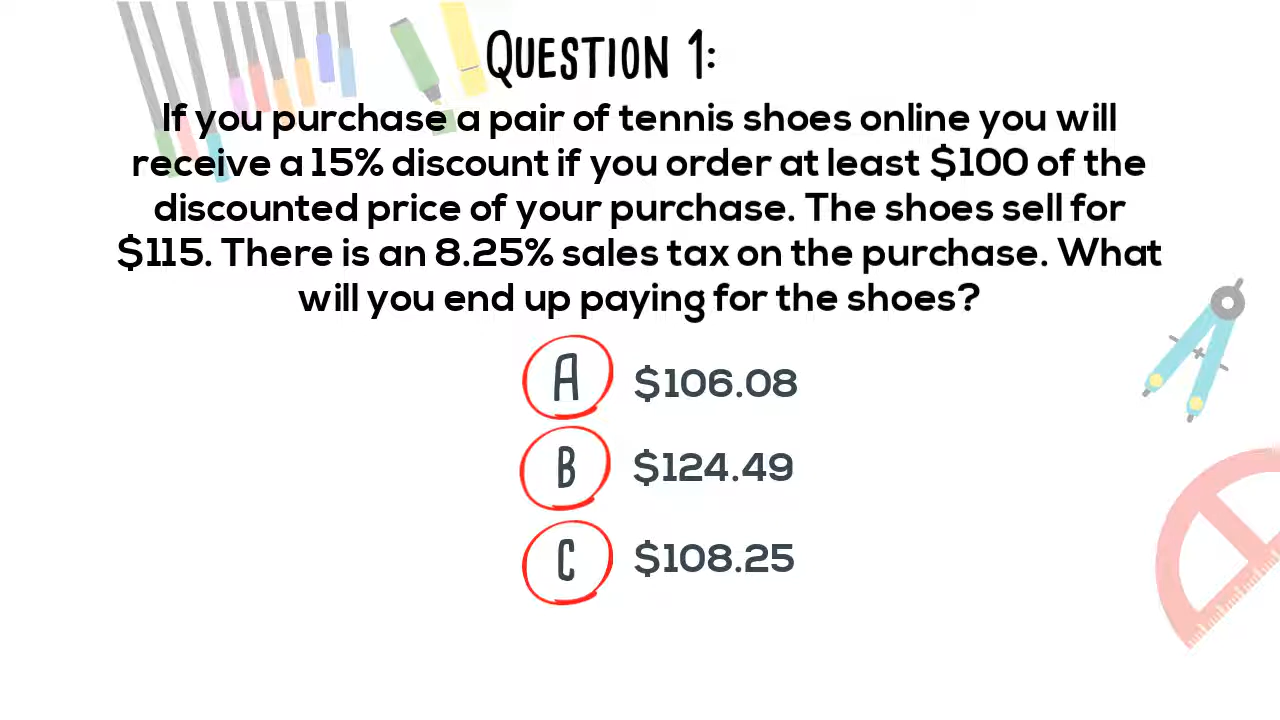 QUESTION 1:
If you purchase a pair of tennis shoes online you will
receive a 15% discount if you order at least $100 of the
discounted price of your purchase. The shoes sell for
$115. There is an 8.25% sales tax on the purchase. What
will you end up paying for the shoes?
A $106.08
B $124.49
C $108.25